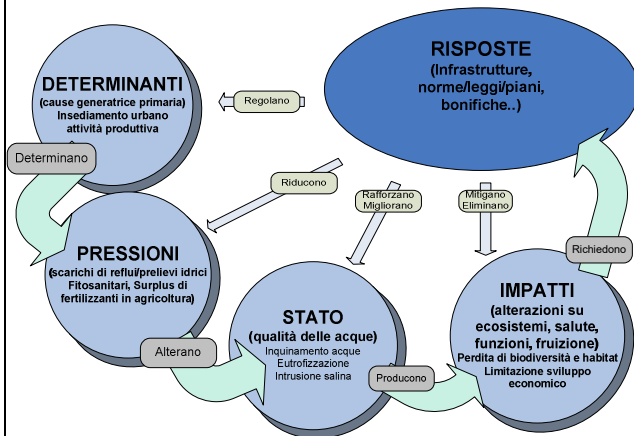 RISPOSTE
(Infrastrutture,
norme/leggi/piani,
bonifiche..)
DETERMINANTI
(cause generatrice primaria)
Insediamento urbano
attività produttiva
Regolano
Determinano
Riducono
Rafforzano
Migliorano
Mitigano
Eliminano
PRESSIONI
(scarichi di reflui/prelievi idrici
Fitosanitari, Surplus di
fertilizzanti in agricoltura)
Richiedono
Alterano
STATO
(qualità delle acque)
Inquinamento acque
Eutrofizzazione
Intrusione salina
Producono
IMPATTI
(alterazioni su
ecosistemi, salute,
funzioni, fruizione)
Perdita di biodiversità e habitat
Limitazione sviluppo
economico